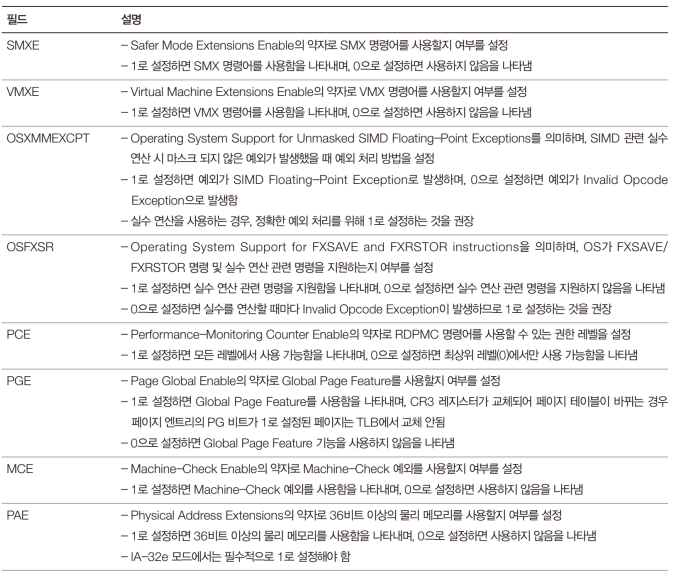 필드 설명
SMXE – Safer Mode Extensions Enable의 약자로 SMX 명령어를 사용할지 여부를 설정
– 1로 설정하면 SMX 명령어를 사용함을 나타내며, 0으로 설정하면 사용하지 않음을 나타냄
VMXE – Virtual Machine Extensions Enable의 약자로 VMX 명령어를 사용할지 여부를 설정
– 1로 설정하면 VMX 명령어를 사용함을 나타내며, 0으로 설정하면 사용하지 않음을 나타냄
OSXMMEXCPT – Operating System Support for Unmasked SIMD Floating–Point Exceptions를 의미하며, SIMD 관련 실수
연산 시 마스크 되지 않은 예외가 발생했을 때 예외 처리 방법을 설정
– 1로 설정하면 예외가 SIMD Floating–Point Exception로 발생하며, 0으로 설정하면 예외가 Invalid Opcode
Exception으로 발생함
– 실수 연산을 사용하는 경우, 정확한 예외 처리를 위해 1로 설정하는 것을 권장
OSFXSR – Operating System Support for FXSAVE and FXRSTOR instructions을 의미하며, OS가 FXSAVE/
FXRSTOR 명령 및 실수 연산 관련 명령을 지원하는지 여부를 설정
– 1로 설정하면 실수 연산 관련 명령을 지원함을 나타내며, 0으로 설정하면 실수 연산 관련 명령을 지원하지 않음을 나타냄
– 0으로 설정하면 실수를 연산할 때마다 Invalid Opcode Exception이 발생하므로 1로 설정하는 것을 권장
PCE – Performance–Monitoring Counter Enable의 약자로 RDPMC 명령어를 사용할 수 있는 권한 레벨을 설정
– 1로 설정하면 모든 레벨에서 사용 가능함을 나타내며, 0으로 설정하면 최상위 레벨(0)에서만 사용 가능함을 나타냄
PGE – Page Global Enable의 약자로 Global Page Feature를 사용할지 여부를 설정
– 1로 설정하면 Global Page Feature를 사용함을 나타내며, CR3 레지스터가 교체되어 페이지 테이블이 바뀌는 경우
페이지 엔트리의 PG 비트가 1로 설정된 페이지는 TLB에서 교체 안됨
– 0으로 설정하면 Global Page Feature 기능을 사용하지 않음을 나타냄
MCE – Machine–Check Enable의 약자로 Machine–Check 예외를 사용할지 여부를 설정
– 1로 설정하면 Machine–Check 예외를 사용함을 나타내며, 0으로 설정하면 사용하지 않음을 나타냄
PAE – Physical Address Extensions의 약자로 36비트 이상의 물리 메모리를 사용할지 여부를 설정
– 1로 설정하면 36비트 이상의 물리 메모리를 사용함을 나타내며, 0으로 설정하면 사용하지 않음을 나타냄
– IA–32e 모드에서는 필수적으로 1로 설정해야 함